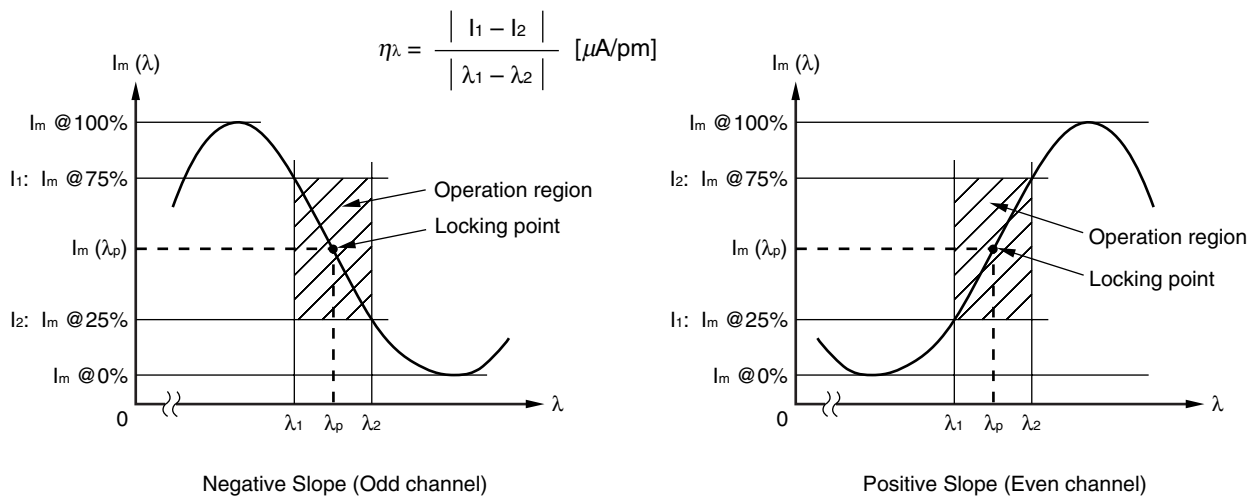 ηλ = | I1 – I2 | / | λ1 – λ2 | [μA/pm]
Im (λ)
Im @100%
I1: Im @75%
Operation region
Locking point
Im (λp)
I2: Im @25%
Im @0%
0
λ1 λp λ2
λ
Negative Slope (Odd channel)
Im (λ)
Im @100%
I2: Im @75%
Operation region
Im (λp)
Locking point
I1: Im @25%
Im @0%
0
λ1 λp λ2
λ
Positive Slope (Even channel)